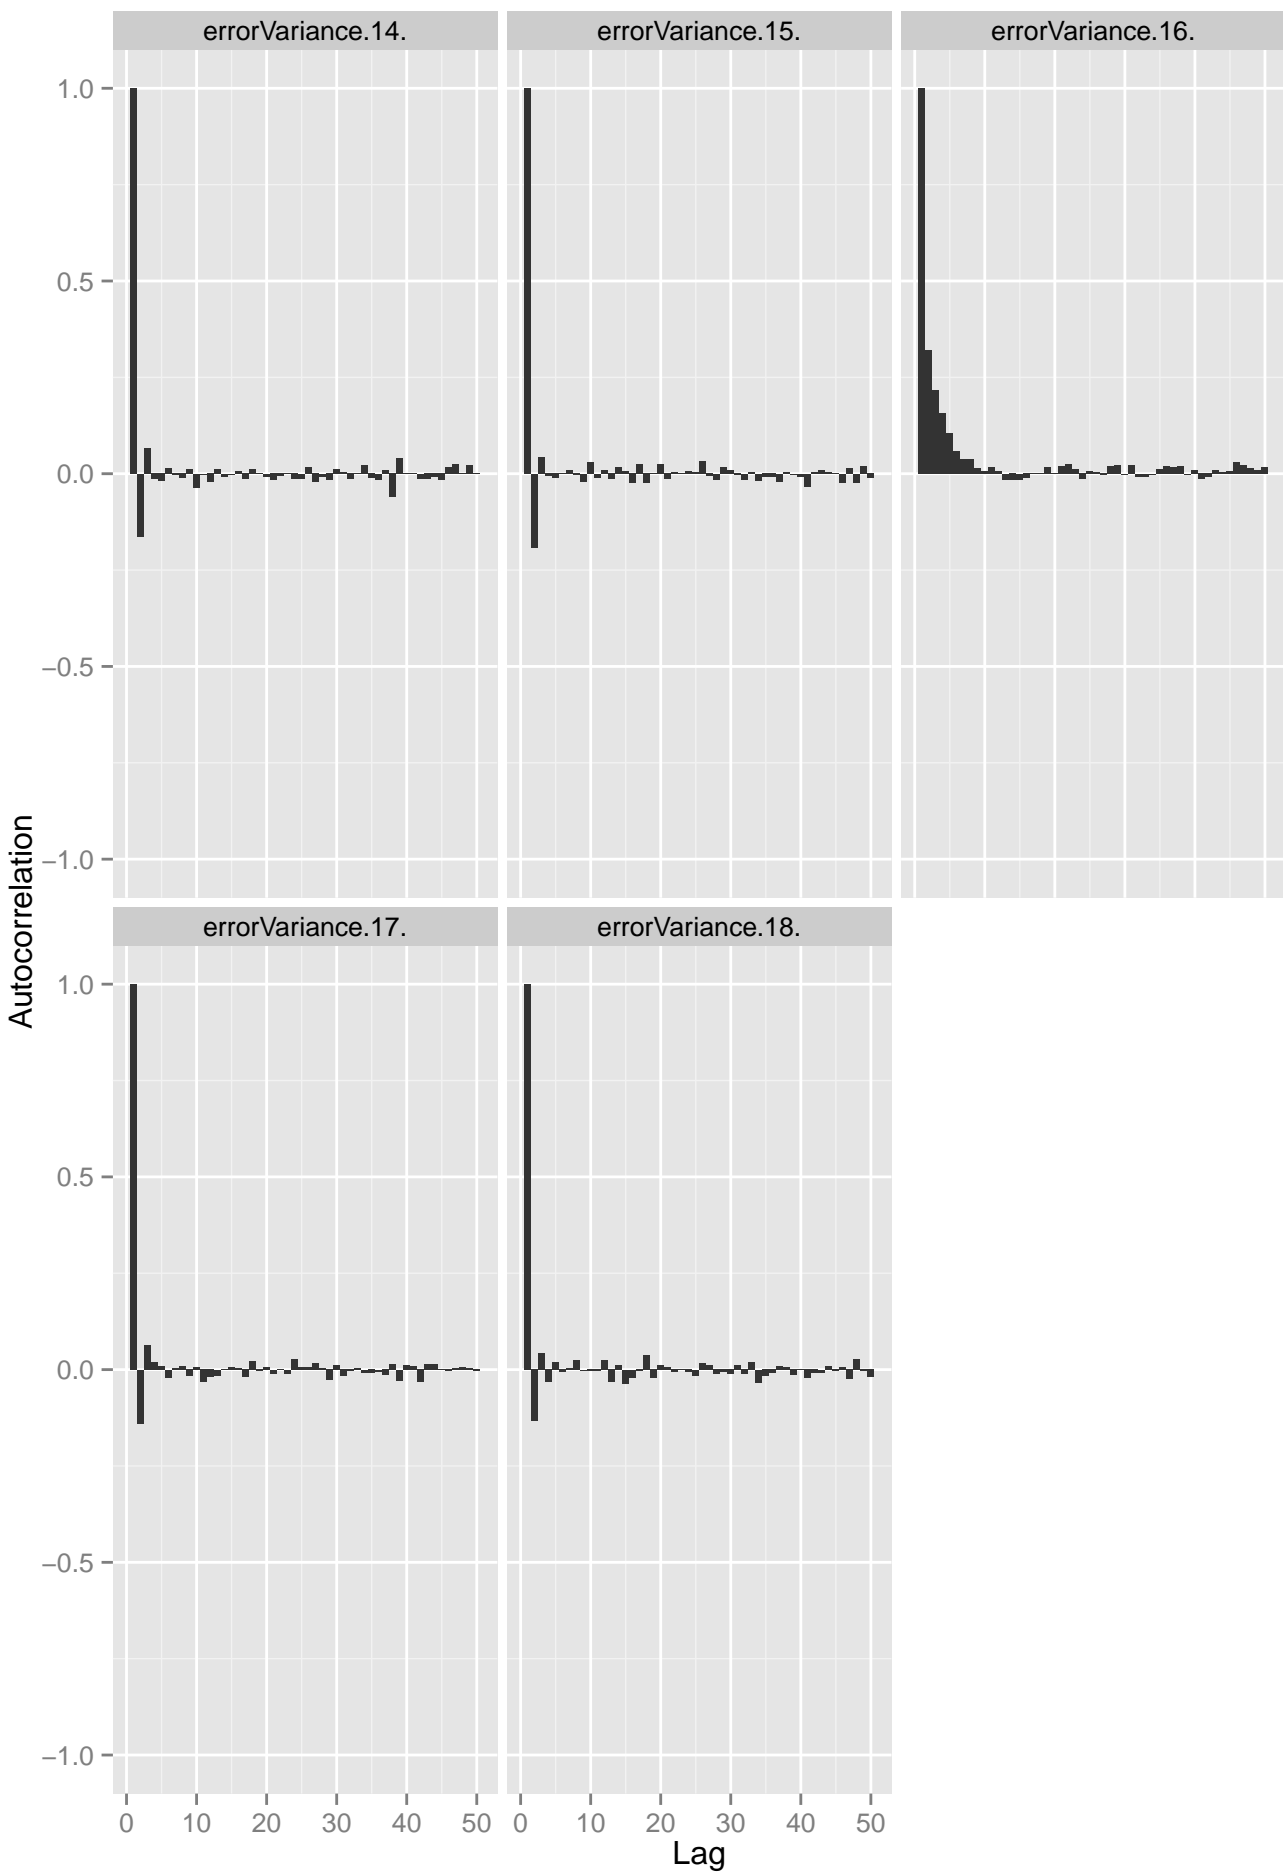 errorVariance.14.
errorVariance.15.
errorVariance.16.
1.0
0.5
0.0
−0.5
−1.0
errorVariance.17.
errorVariance.18.
1.0
0.5
0.0
−0.5
−1.0
0 10 20 30 40 50
0 10 20 30 40 50
Lag
Autocorrelation